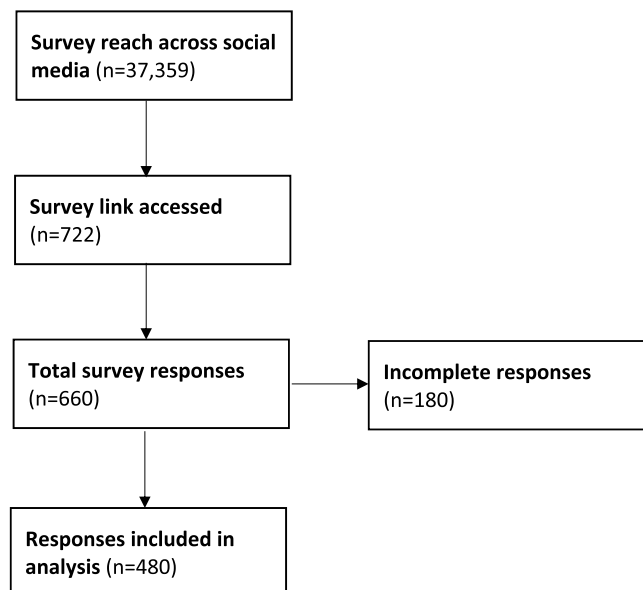 Survey reach across social
media (n=37,359)
Survey link accessed
(n=722)
Total survey responses
(n=660)
Incomplete responses
(n=180)
Responses included in
analysis (n=480)